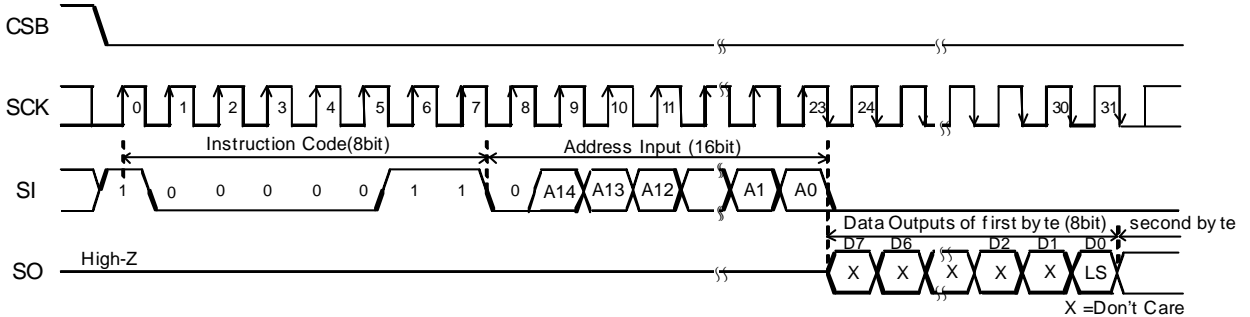 CSB
SCK 0 1 2 3 4 5 6 7 8 9 10 11 23 24 30 31
Instruction Code(8bit) Address Input (16bit)
SI 1 0 0 0 0 0 1 1 0 A14 A13 A12 A1 A0
Data Outputs of first byte (8bit) second byte
High-Z D7 D6 D2 D1 D0
SO X X X X X LS
X =Don't Care